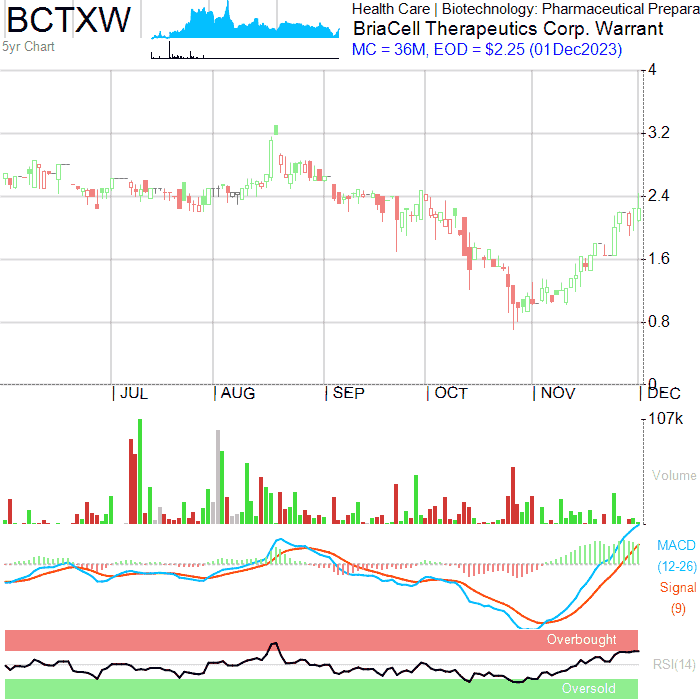 BCTXW
5yr Chart
Health Care | Biotechnology: Pharmaceutical Prepara
BriaCell Therapeutics Corp. Warrant
MC = 36M, EOD = $2.25 (01Dec2023)
4
3.2
2.4
1.6
0.8
0
| JUL | AUG | SEP | OCT | NOV | DEC
107k
Volume
MACD
(12-26)
Signal
(9)
Overbought
RSI(14)
Oversold